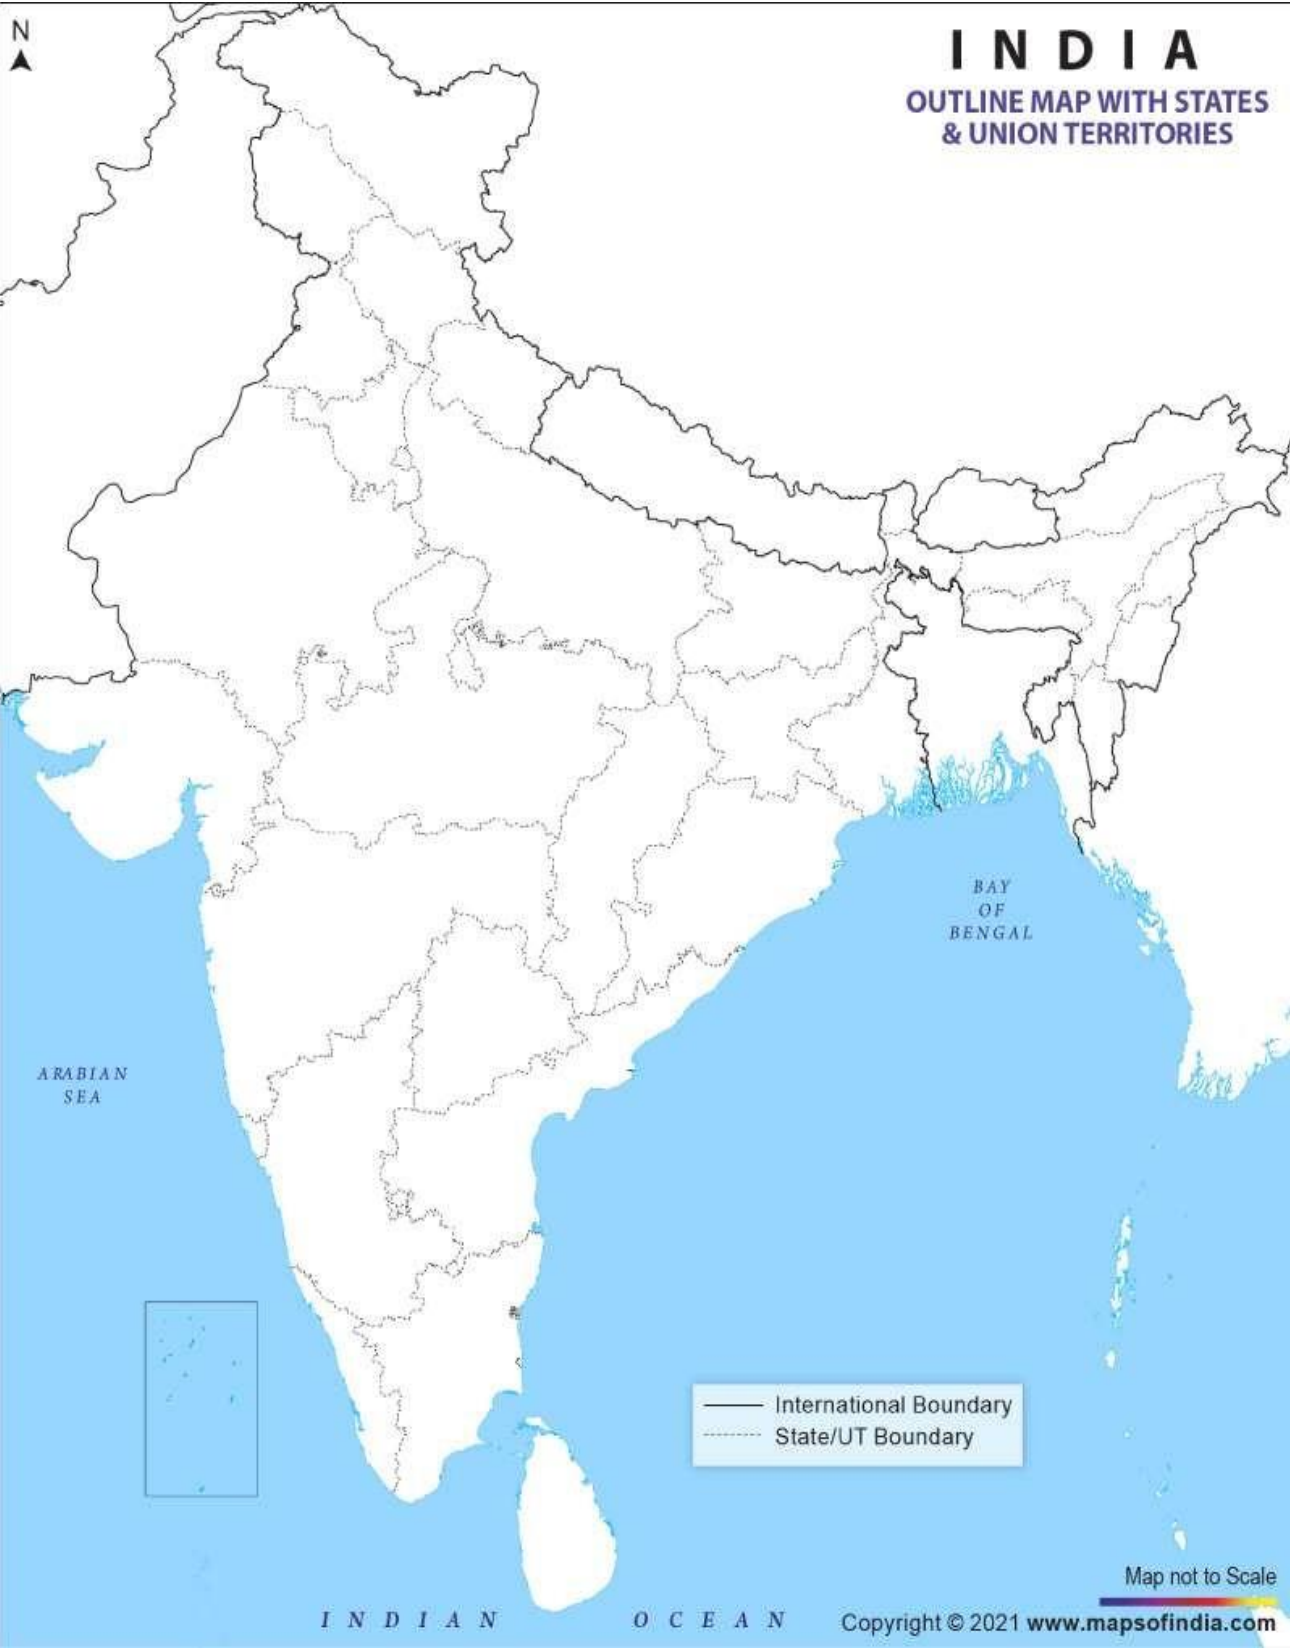 N
INDIA
OUTLINE MAP WITH STATES
& UNION TERRITORIES
BAY
OF
BENGAL
ARABIAN
SEA
International Boundary
State/UT Boundary
Map not to Scale
INDIAN OCEAN
Copyright © 2021 www.mapsofindia.com